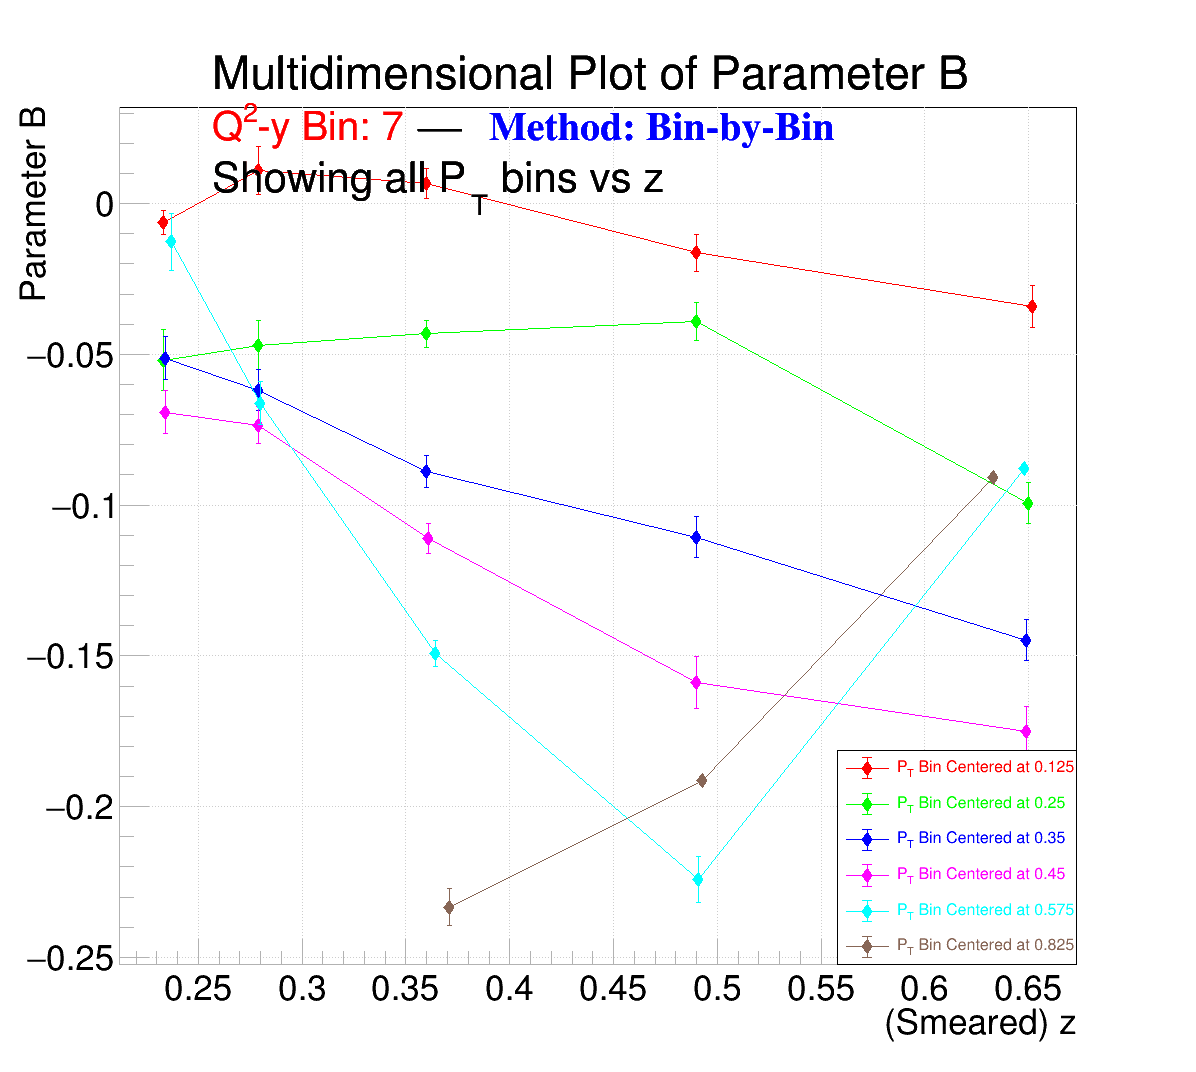 Multidimensional Plot of Parameter B
Q²-y Bin: 7 — Method: Bin-by-Bin
Showing all P_T bins vs z
Parameter B
0
−0.05
−0.1
−0.15
−0.2
−0.25
P_T Bin Centered at 0.125
P_T Bin Centered at 0.25
P_T Bin Centered at 0.35
P_T Bin Centered at 0.45
P_T Bin Centered at 0.575
P_T Bin Centered at 0.825
0.25 0.3 0.35 0.4 0.45 0.5 0.55 0.6 0.65
(Smeared) z